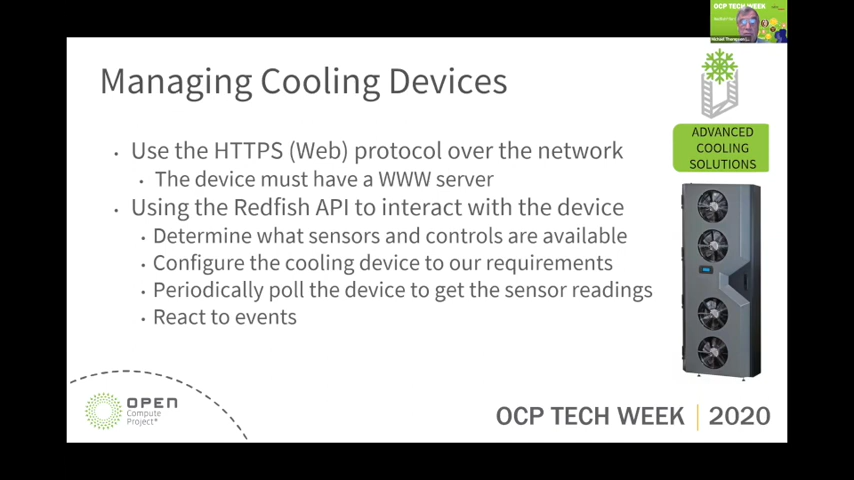 OCP TECH WEEK
Managing Cooling Devices
ADVANCED
COOLING
SOLUTIONS
• Use the HTTPS (Web) protocol over the network
• The device must have a WWW server
• Using the Redfish API to interact with the device
• Determine what sensors and controls are available
• Configure the cooling device to our requirements
• Periodically poll the device to get the sensor readings
• React to events
OPEN
Compute
Project®
OCP TECH WEEK | 2020